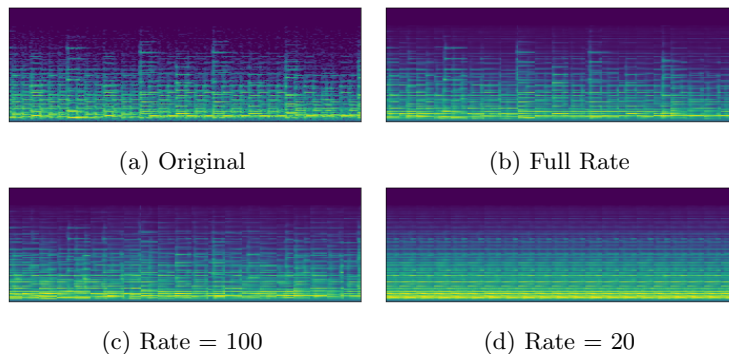 (a) Original
(b) Full Rate
(c) Rate = 100
(d) Rate = 20